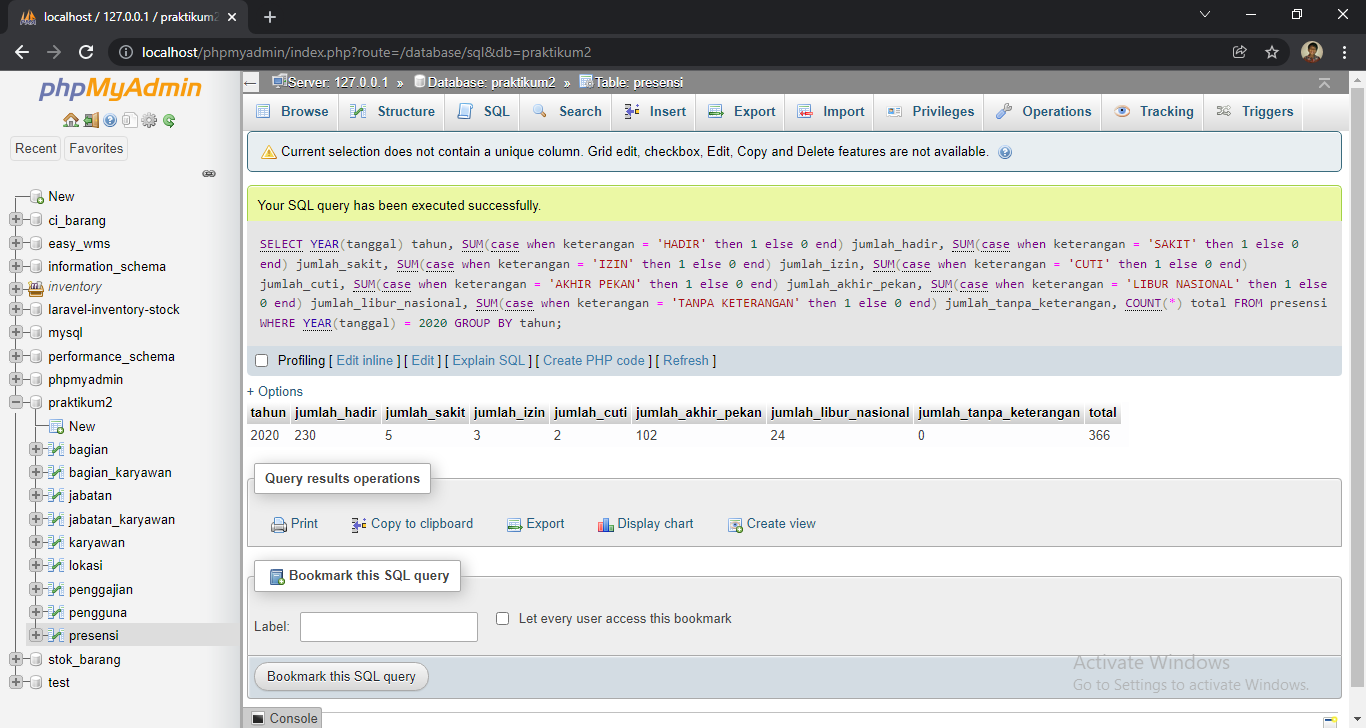 localhost / 127.0.0.1 / praktikum2
localhost/phpmyadmin/index.php?route=/database/sql&db=praktikum2
phpMyAdmin
Recent Favorites
New
ci_barang
easy_wms
information_schema
inventory
laravel-inventory-stock
mysql
performance_schema
phpmyadmin
praktikum2
New
bagian
bagian_karyawan
jabatan
jabatan_karyawan
karyawan
lokasi
penggajian
pengguna
presensi
stok_barang
test
Server: 127.0.0.1 » Database: praktikum2 » Table: presensi
Browse Structure SQL Search Insert Export Import Privileges Operations Tracking Triggers
Current selection does not contain a unique column. Grid edit, checkbox, Edit, Copy and Delete features are not available.
Your SQL query has been executed successfully.
SELECT YEAR(tanggal) tahun, SUM(case when keterangan = 'HADIR' then 1 else 0 end) jumlah_hadir, SUM(case when keterangan = 'SAKIT' then 1 else 0
end) jumlah_sakit, SUM(case when keterangan = 'IZIN' then 1 else 0 end) jumlah_izin, SUM(case when keterangan = 'CUTI' then 1 else 0 end)
jumlah_cuti, SUM(case when keterangan = 'AKHIR PEKAN' then 1 else 0 end) jumlah_akhir_pekan, SUM(case when keterangan = 'LIBUR NASIONAL' then 1 else
0 end) jumlah_libur_nasional, SUM(case when keterangan = 'TANPA KETERANGAN' then 1 else 0 end) jumlah_tanpa_keterangan, COUNT(*) total FROM presensi
WHERE YEAR(tanggal) = 2020 GROUP BY tahun;
Profiling [ Edit inline ] [ Edit ] [ Explain SQL ] [ Create PHP code ] [ Refresh ]
+ Options
tahun jumlah_hadir jumlah_sakit jumlah_izin jumlah_cuti jumlah_akhir_pekan jumlah_libur_nasional jumlah_tanpa_keterangan total
2020 230 5 3 2 102 24 0 366
Query results operations
Print Copy to clipboard Export Display chart Create view
Bookmark this SQL query
Label: Let every user access this bookmark
Bookmark this SQL query
Activate Windows
Go to Settings to activate Windows.
Console